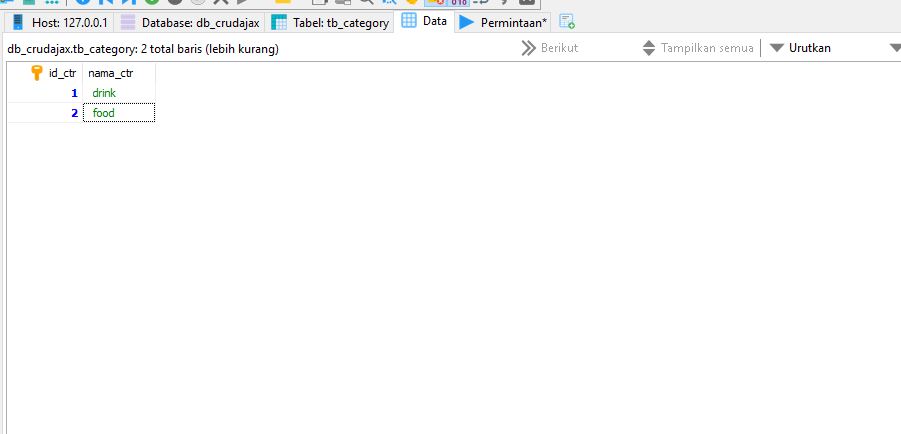 Host: 127.0.0.1 Database: db_crudajax Tabel: tb_category Data Permintaan*
db_crudajax.tb_category: 2 total baris (lebih kurang) Berikut Tampilkan semua Urutkan
id_ctr nama_ctr
1 drink
2 food